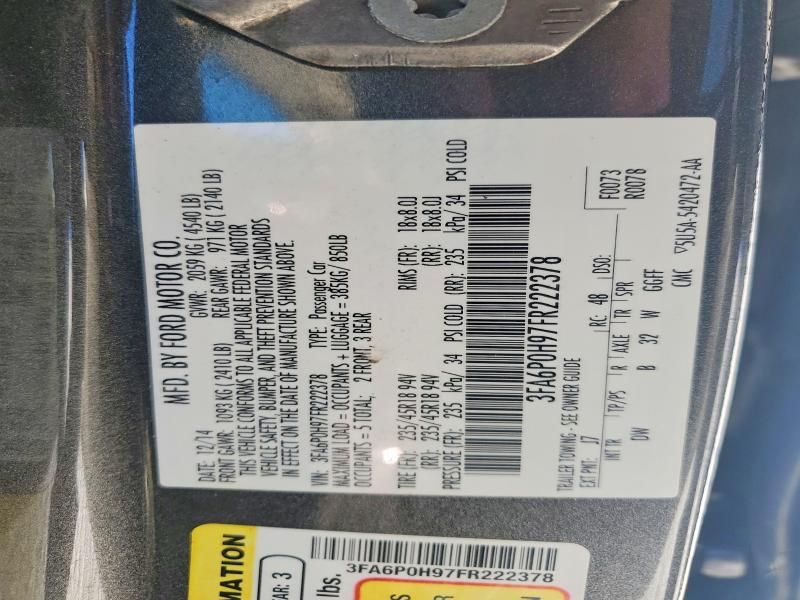 MFD. BY FORD MOTOR CO.
DATE: 12/14 GVWR: 2059 KG ( 4540 LB)
FRONT GAWR: 1093 KG ( 2410 LB) REAR GAWR: 971 KG ( 2140 LB)
THIS VEHICLE CONFORMS TO ALL APPLICABLE FEDERAL MOTOR
VEHICLE SAFETY, BUMPER, AND THEFT PREVENTION STANDARDS
IN EFFECT ON THE DATE OF MANUFACTURE SHOWN ABOVE.
VIN: 3FA6P0H97FR222378 TYPE: Passenger Car
MAXIMUM LOAD = OCCUPANTS + LUGGAGE = 385KG/ 850LB
OCCUPANTS = 5 TOTAL: 2 FRONT 3 REAR
TIRE (FR): 235/45R18 94V RIMS (FR): 18x8.0J
(RR): 235/45R18 94V (RR): 18x8.0J
PRESSURE (FR): 235 kPa/ 34 PSI COLD (RR): 235 kPa/ 34 PSI COLD
3FA6P0H97FR222378
TRAILER TOWING - SEE OWNER GUIDE
EXT PNT: J7 RC: 48 DSO: F0073
R0078
INT TR TP/PS R AXLE TR SPR
DW B 32 W GGFF
CMC ▽5U5A-5420472-AA
MATION
EAR: 3
lbs.
3FA6P0H97FR222378